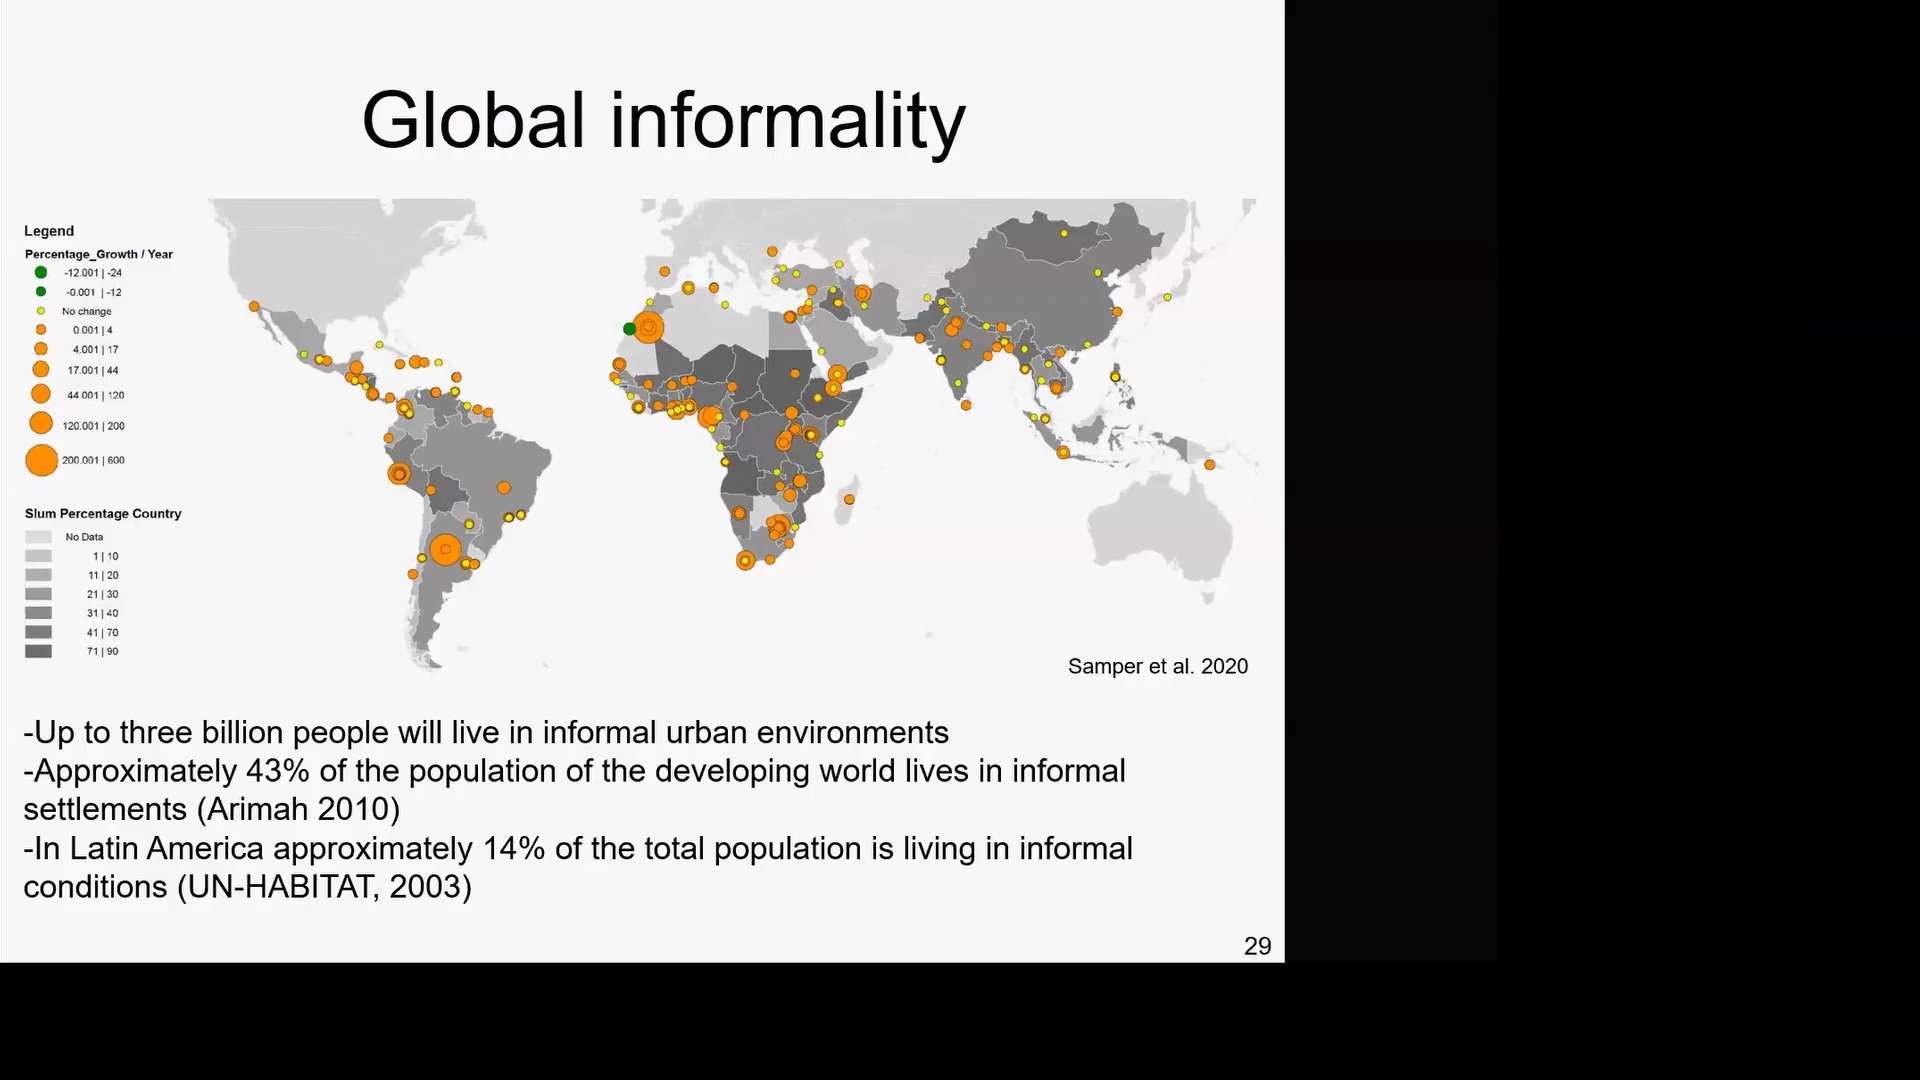 Global informality
Legend
Percentage_Growth / Year
-12.001 | -24
-0.001 | -12
No change
0.001 | 4
4.001 | 17
17.001 | 44
44.001 | 120
120.001 | 200
200.001 | 600
Slum Percentage Country
No Data
1 | 10
11 | 20
21 | 30
31 | 40
41 | 70
71 | 90
Samper et al. 2020
-Up to three billion people will live in informal urban environments
-Approximately 43% of the population of the developing world lives in informal
settlements (Arimah 2010)
-In Latin America approximately 14% of the total population is living in informal
conditions (UN-HABITAT, 2003)
29